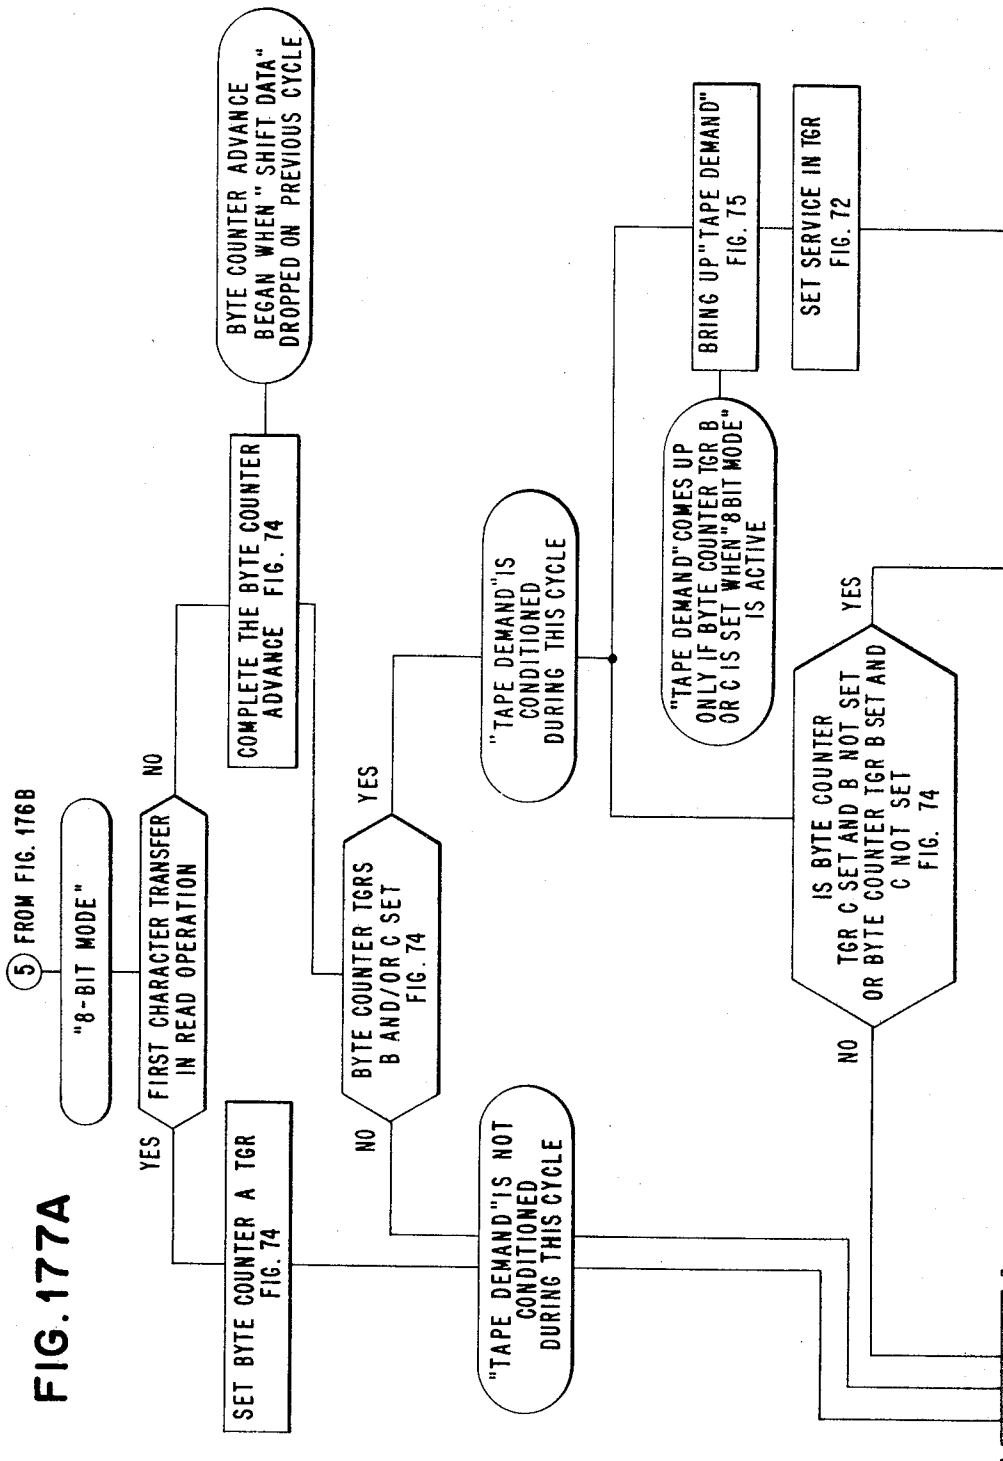 FIG. 177A
5 FROM FIG. 176B
"8-BIT MODE"
FIRST CHARACTER TRANSFER
IN READ OPERATION
YES
NO
SET BYTE COUNTER A TGR
FIG. 74
COMPLETE THE BYTE COUNTER
ADVANCE FIG. 74
BYTE COUNTER ADVANCE
BEGAN WHEN "SHIFT DATA"
DROPPED ON PREVIOUS CYCLE
BYTE COUNTER TGRS
B AND/OR C SET
FIG. 74
NO
YES
"TAPE DEMAND" IS NOT
CONDITIONED
DURING THIS CYCLE
"TAPE DEMAND" IS
CONDITIONED
DURING THIS CYCLE
"TAPE DEMAND" COMES UP
ONLY IF BYTE COUNTER TGR B
OR C IS SET WHEN "8 BIT MODE"
IS ACTIVE
BRING UP "TAPE DEMAND"
FIG. 75
SET SERVICE IN TGR
FIG. 72
IS BYTE COUNTER
TGR C SET AND B NOT SET
OR BYTE COUNTER TGR B SET AND
C NOT SET
FIG. 74
NO
YES